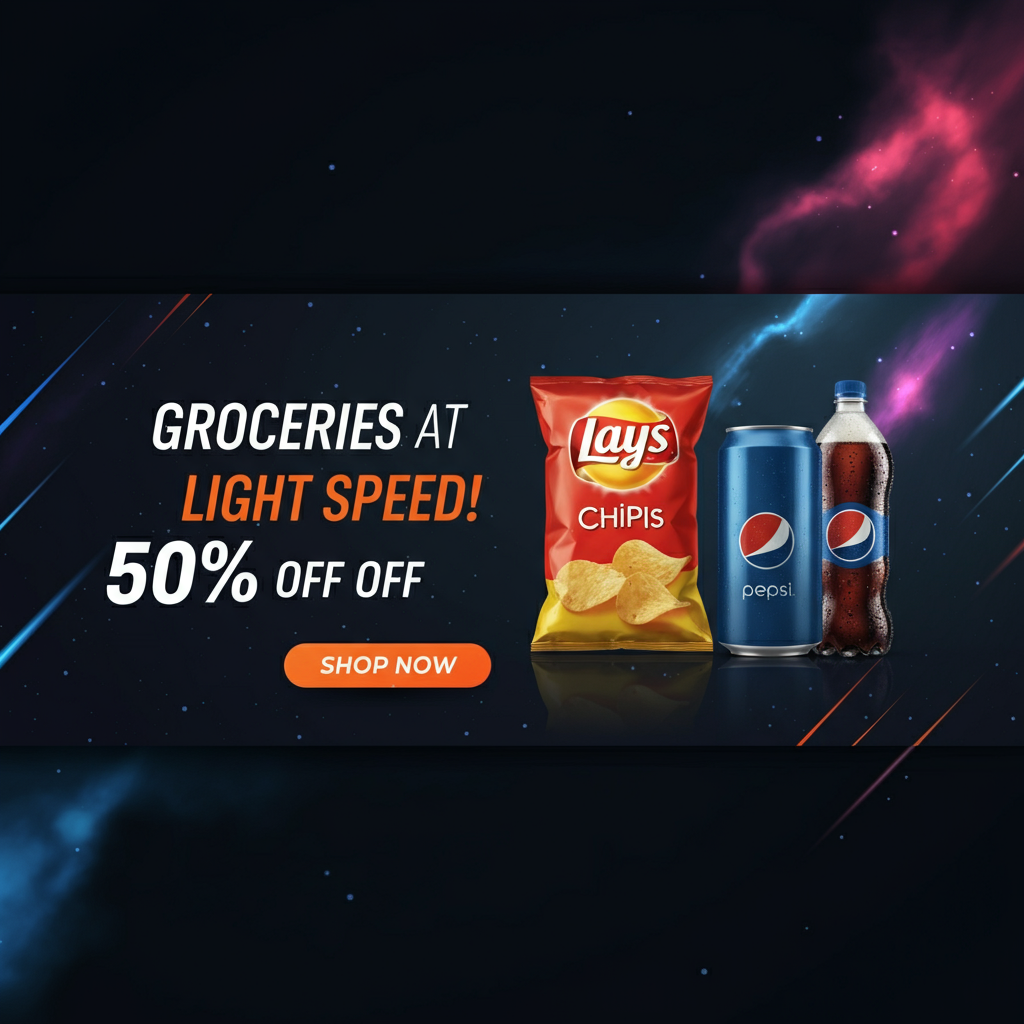 GROCERIES AT
LIGHT SPEED!
50% OFF OFF
SHOP NOW
Lays
CHiPIS
pepsi